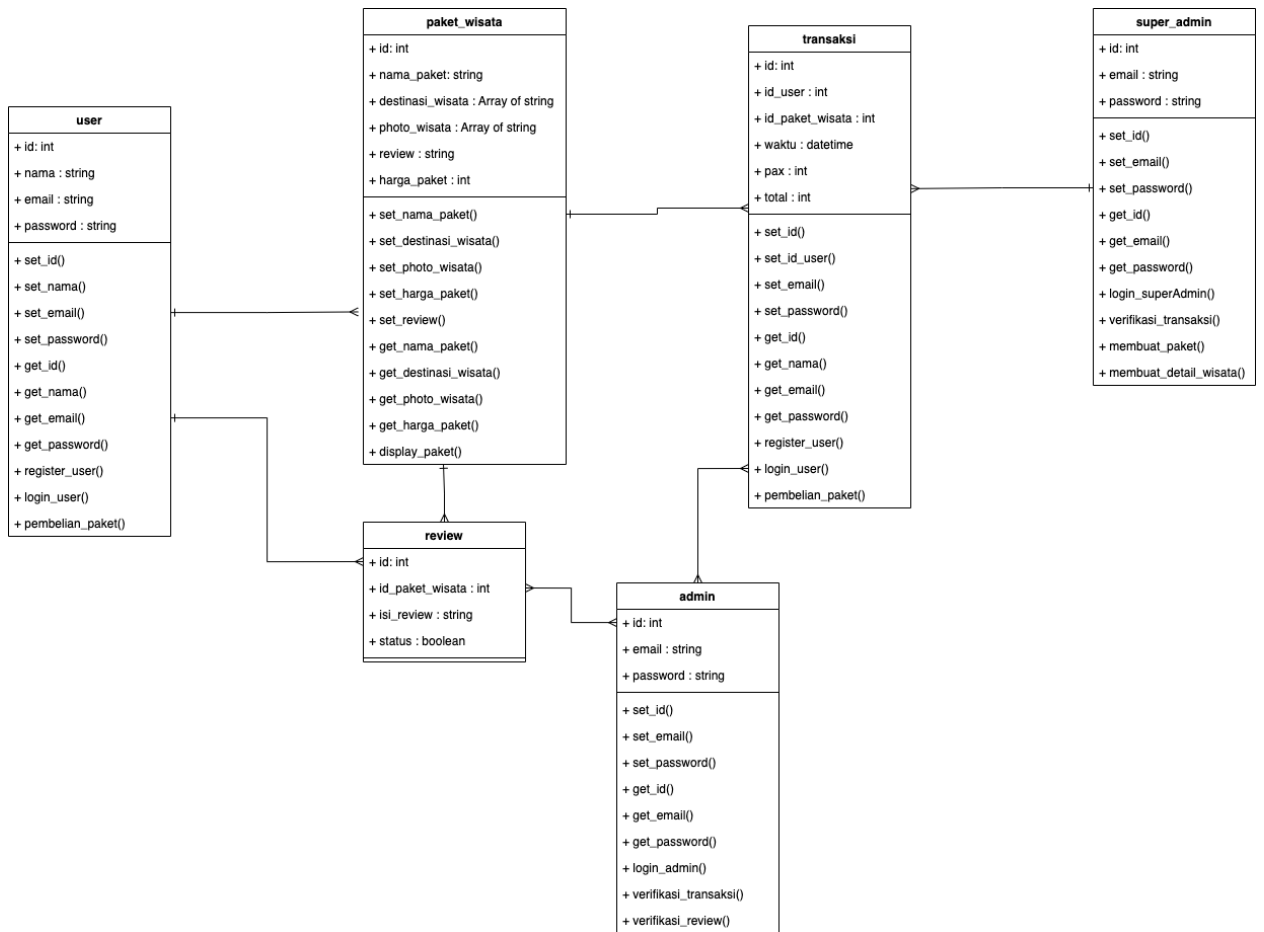 user
+ id: int
+ nama : string
+ email : string
+ password : string
+ set_id()
+ set_nama()
+ set_email()
+ set_password()
+ get_id()
+ get_nama()
+ get_email()
+ get_password()
+ register_user()
+ login_user()
+ pembelian_paket()
paket_wisata
+ id: int
+ nama_paket: string
+ destinasi_wisata : Array of string
+ photo_wisata : Array of string
+ review : string
+ harga_paket : int
+ set_nama_paket()
+ set_destinasi_wisata()
+ set_photo_wisata()
+ set_harga_paket()
+ set_review()
+ get_nama_paket()
+ get_destinasi_wisata()
+ get_photo_wisata()
+ get_harga_paket()
+ display_paket()
review
+ id: int
+ id_paket_wisata : int
+ isi_review : string
+ status : boolean
transaksi
+ id: int
+ id_user : int
+ id_paket_wisata : int
+ waktu : datetime
+ pax : int
+ total : int
+ set_id()
+ set_id_user()
+ set_email()
+ set_password()
+ get_id()
+ get_nama()
+ get_email()
+ get_password()
+ register_user()
+ login_user()
+ pembelian_paket()
admin
+ id: int
+ email : string
+ password : string
+ set_id()
+ set_email()
+ set_password()
+ get_id()
+ get_email()
+ get_password()
+ login_admin()
+ verifikasi_transaksi()
+ verifikasi_review()
super_admin
+ id: int
+ email : string
+ password : string
+ set_id()
+ set_email()
+ set_password()
+ get_id()
+ get_email()
+ get_password()
+ login_superAdmin()
+ verifikasi_transaksi()
+ membuat_paket()
+ membuat_detail_wisata()